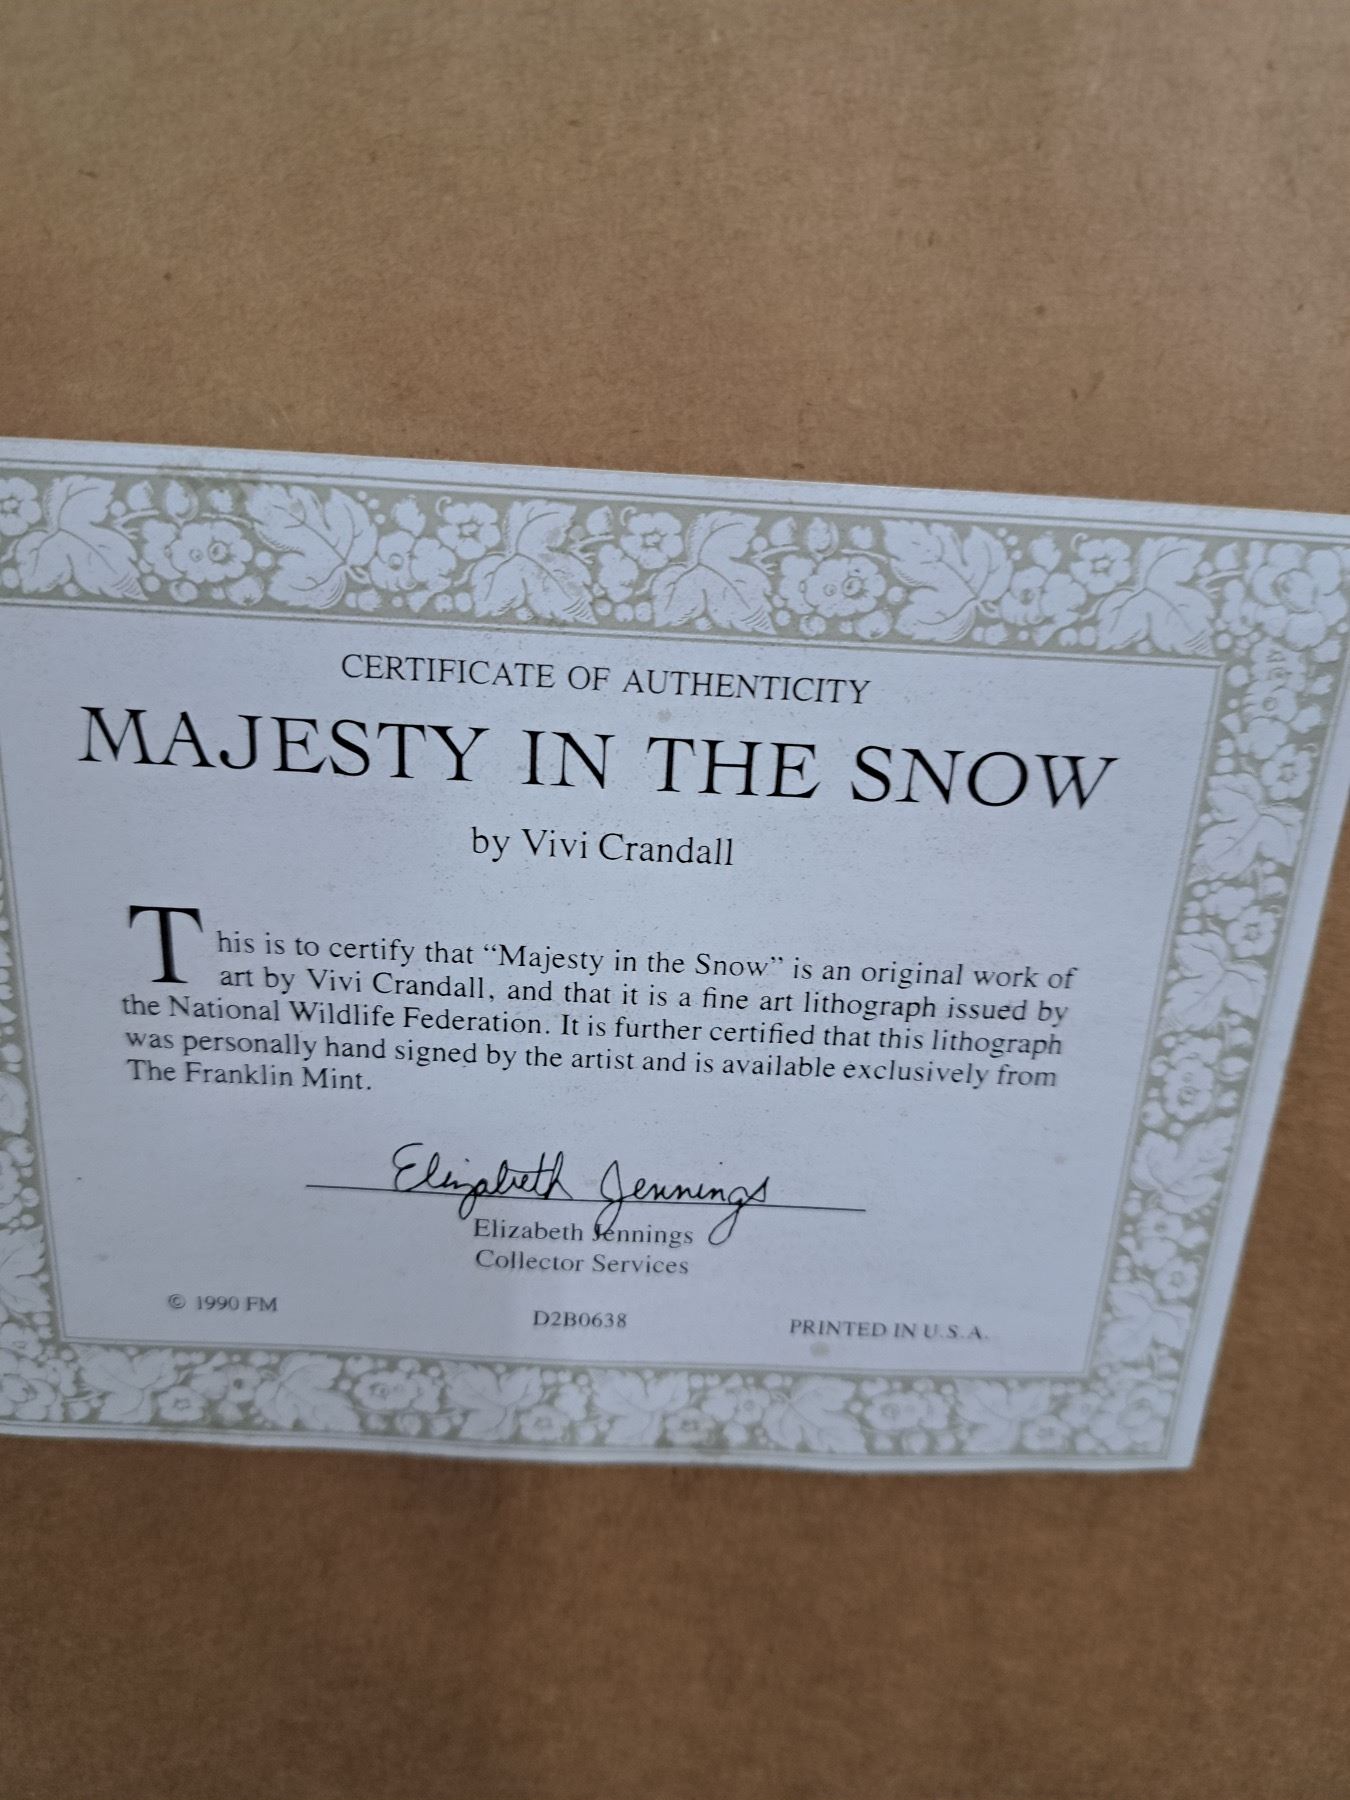 CERTIFICATE OF AUTHENTICITY
MAJESTY IN THE SNOW
by Vivi Crandall
This is to certify that “Majesty in the Snow” is an original work of
art by Vivi Crandall, and that it is a fine art lithograph issued by
the National Wildlife Federation. It is further certified that this lithograph
was personally hand signed by the artist and is available exclusively from
The Franklin Mint.
Elizabeth Jennings
Elizabeth Jennings
Collector Services
© 1990 FM D2B0638 PRINTED IN U.S.A.